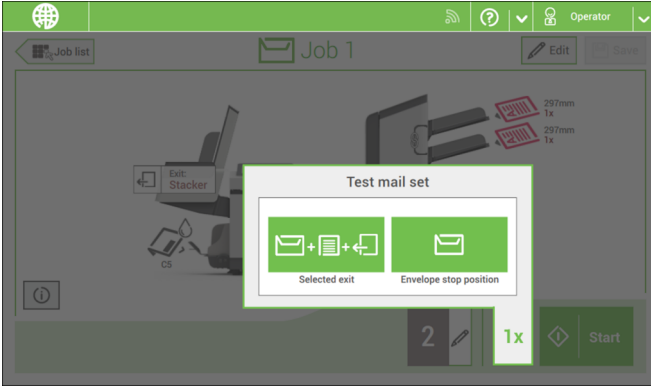 Operator
Job list
Job 1
Edit
Save
297mm
1x
297mm
1x
Exit:
Stacker
C5
Test mail set
Selected exit
Envelope stop position
2
1x
Start